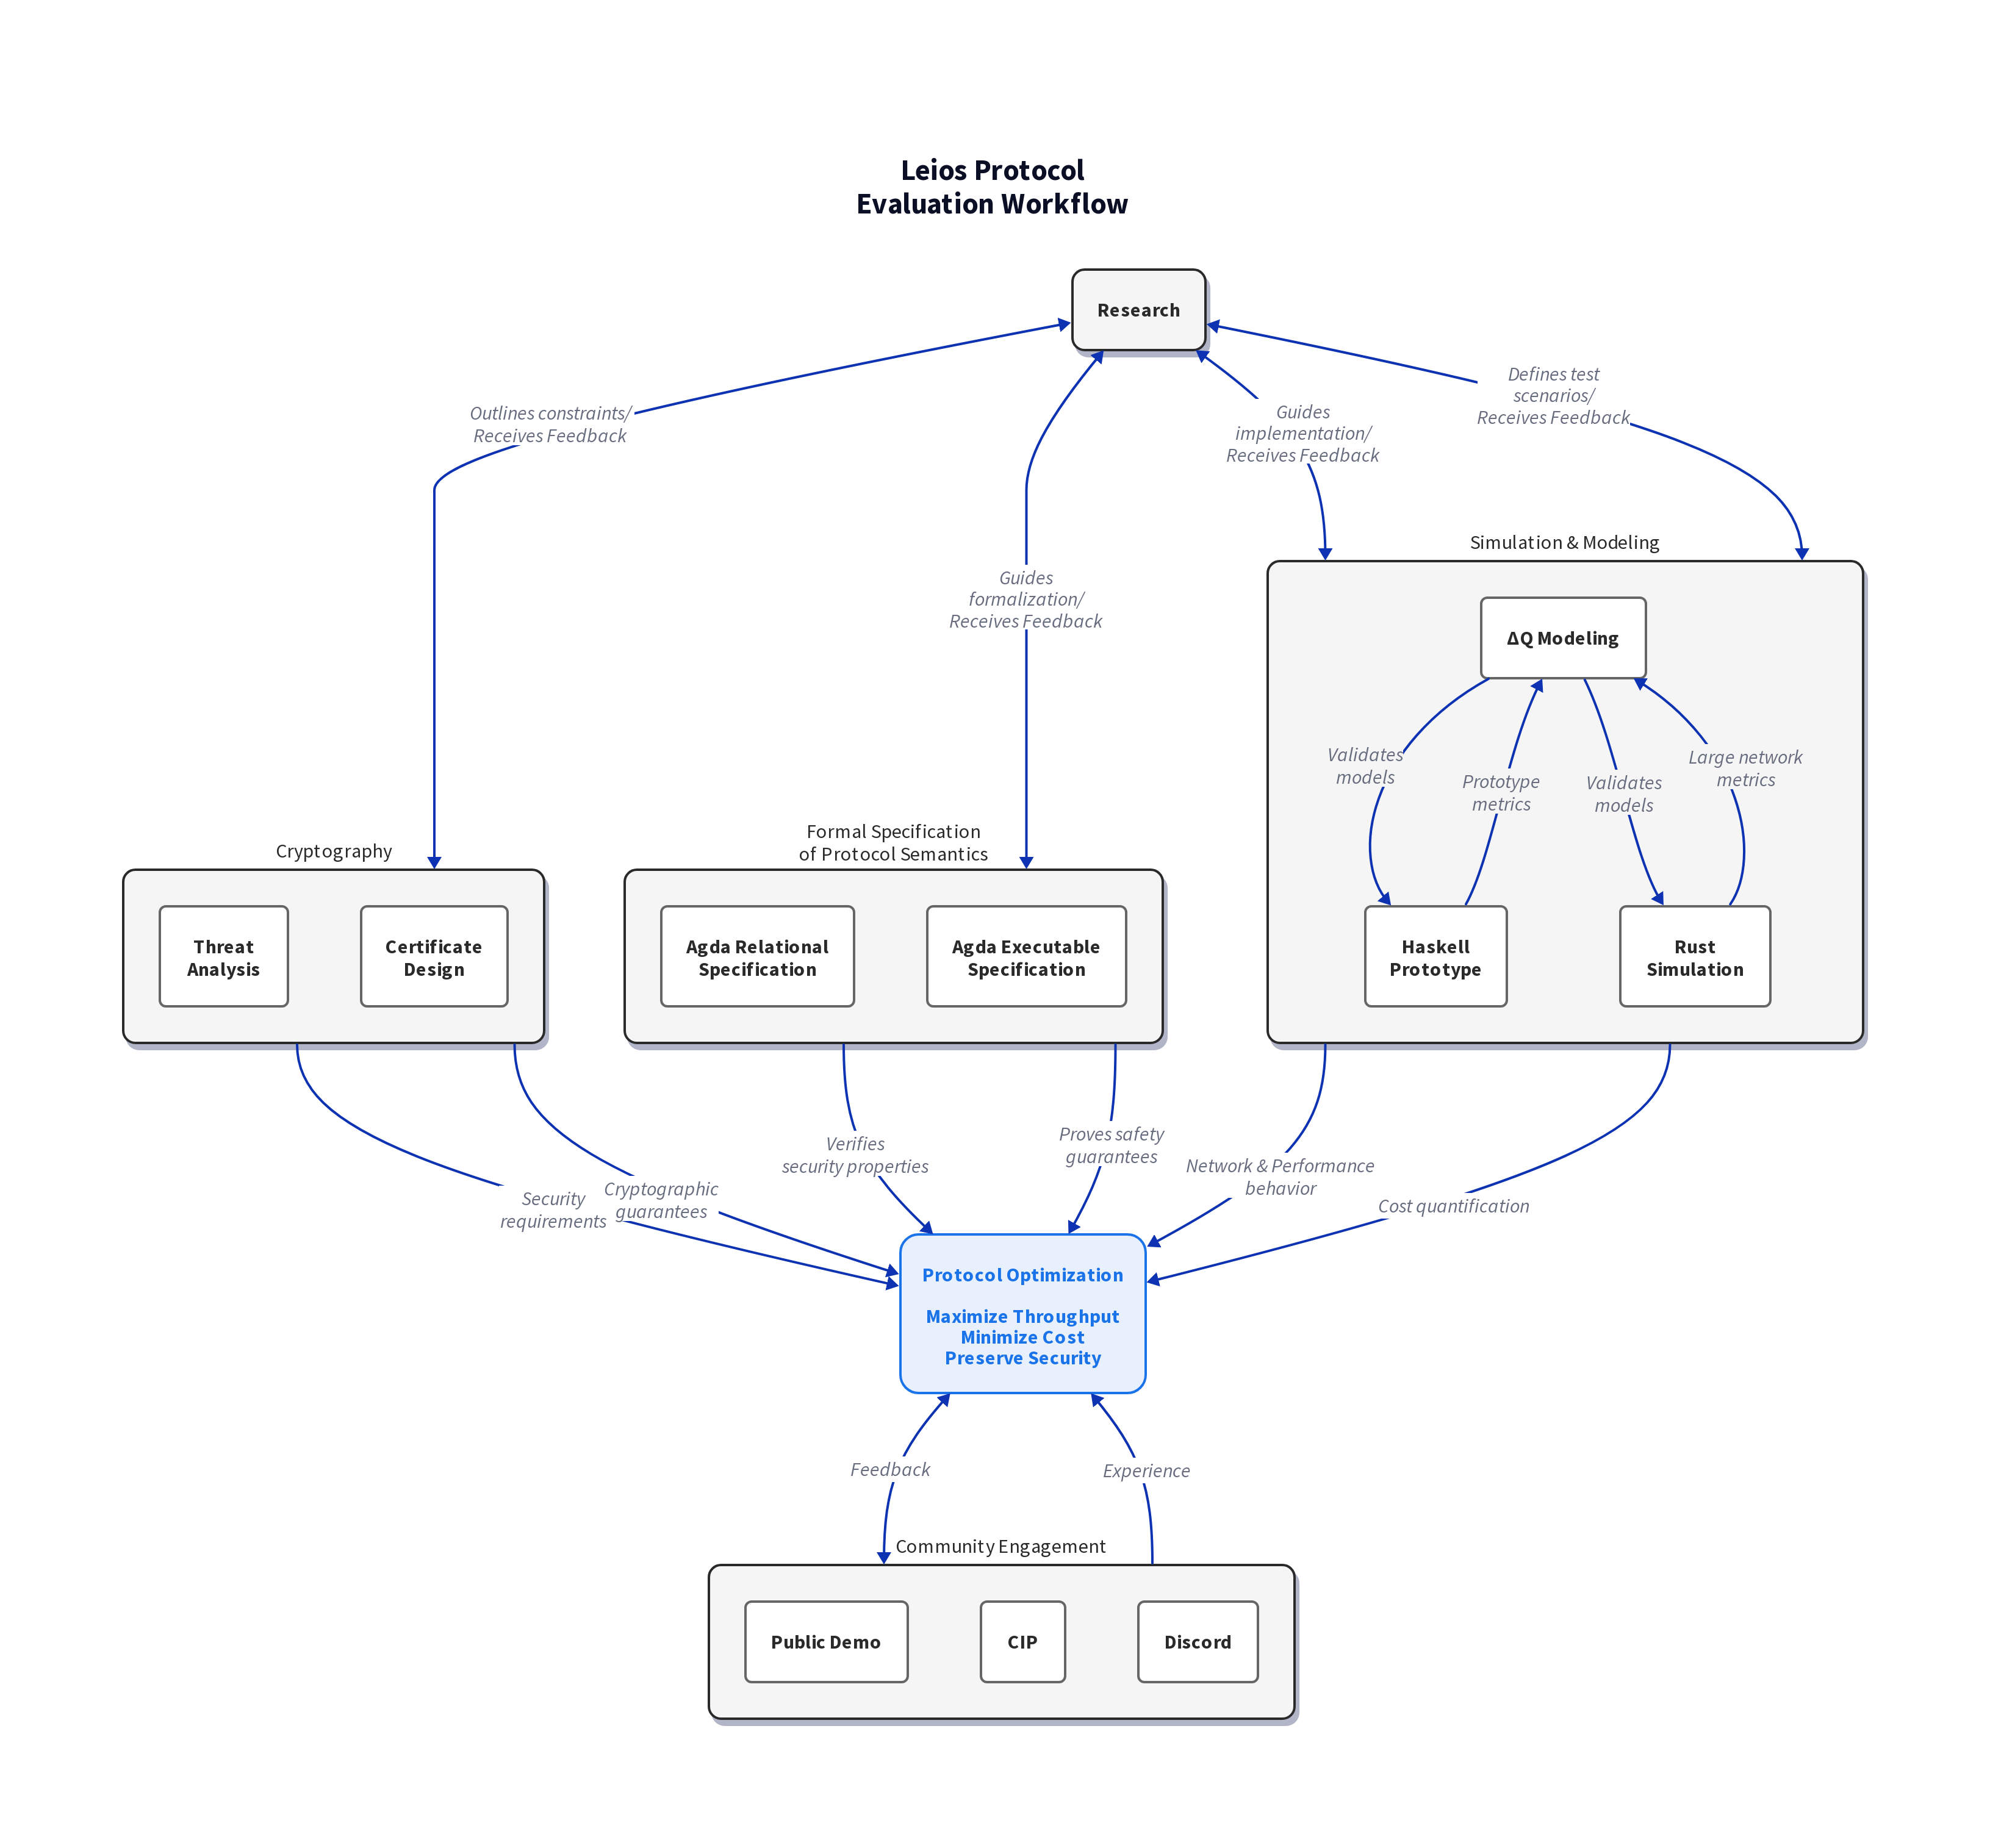 Leios Protocol
Evaluation Workflow
Research
Outlines constraints/
Receives Feedback
Guides
formalization/
Receives Feedback
Guides
implementation/
Receives Feedback
Defines test
scenarios/
Receives Feedback
Simulation & Modeling
ΔQ Modeling
Validates
models
Prototype
metrics
Validates
models
Large network
metrics
Haskell
Prototype
Rust
Simulation
Cryptography
Threat
Analysis
Certificate
Design
Formal Specification
of Protocol Semantics
Agda Relational
Specification
Agda Executable
Specification
Security
requirements
Cryptographic
guarantees
Verifies
security properties
Proves safety
guarantees
Network & Performance
behavior
Cost quantification
Protocol Optimization
Maximize Throughput
Minimize Cost
Preserve Security
Feedback
Experience
Community Engagement
Public Demo
CIP
Discord